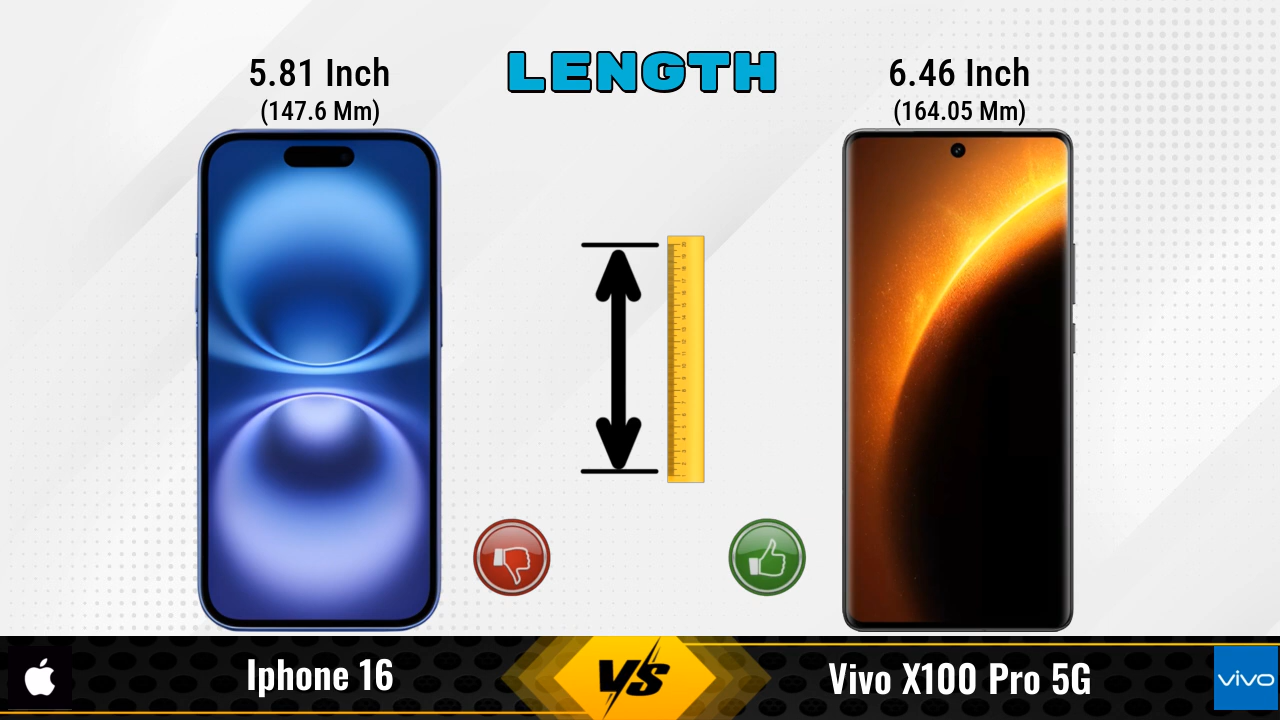 LENGTH
5.81 Inch
(147.6 Mm)
6.46 Inch
(164.05 Mm)
Iphone 16
VS
Vivo X100 Pro 5G
vivo